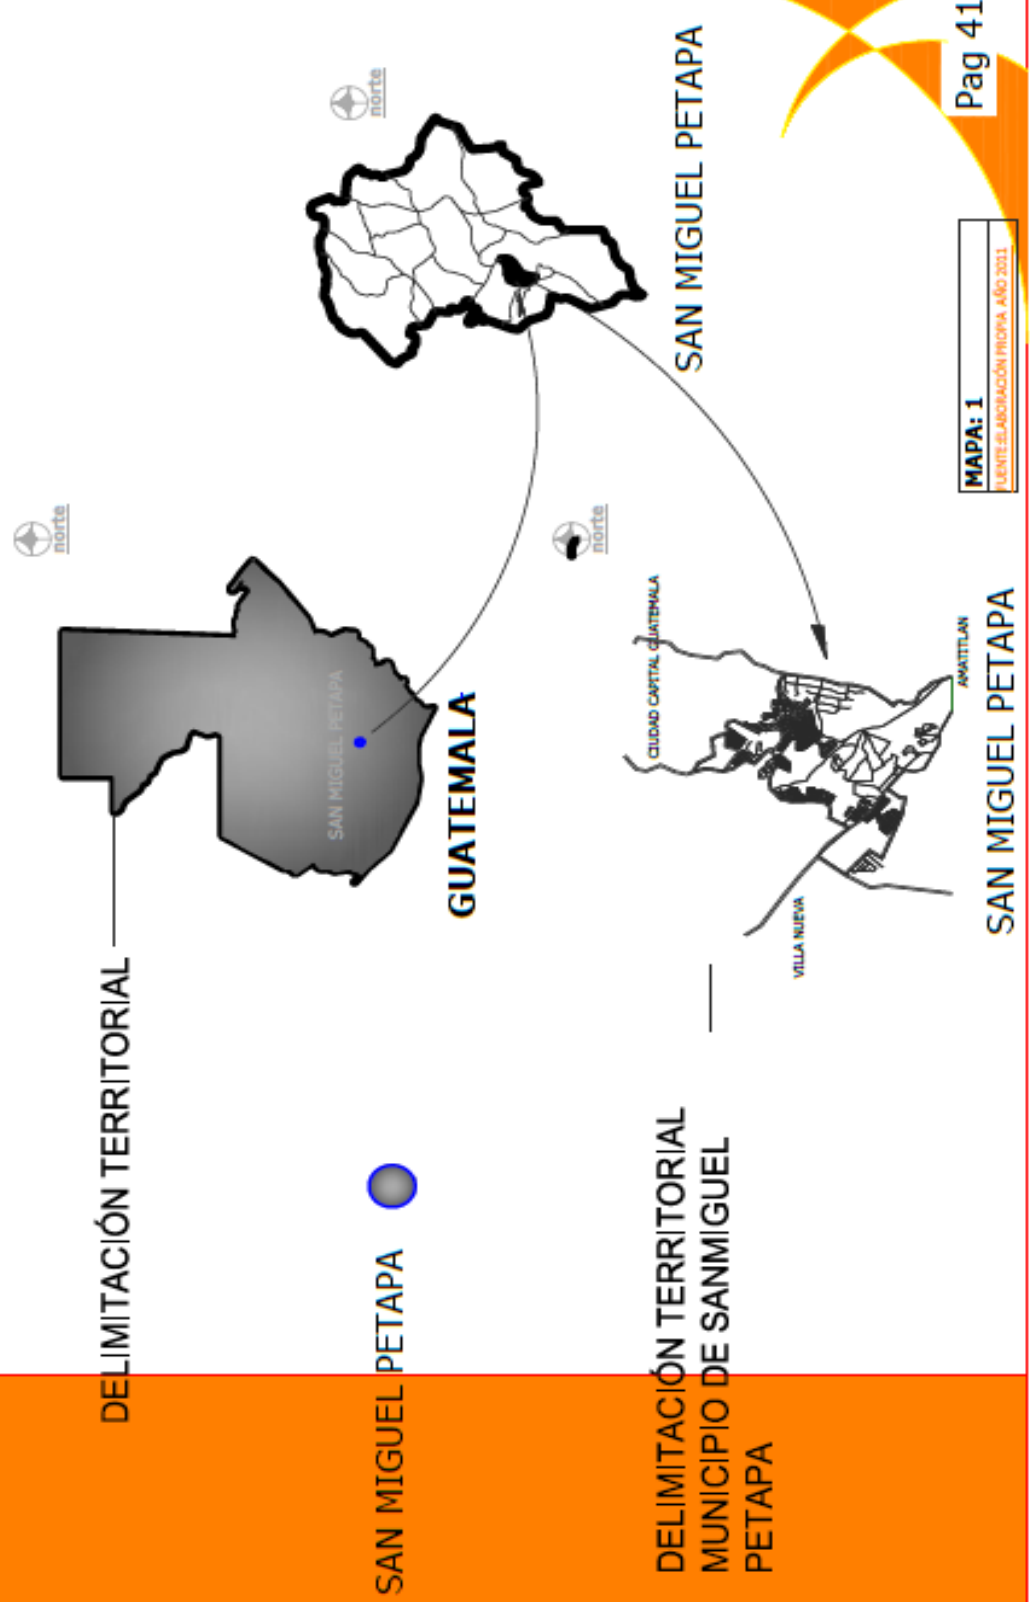 DELIMITACIÓN TERRITORIAL
norte
SAN MIGUEL PETAPA
GUATEMALA
norte
SAN MIGUEL PETAPA
SAN MIGUEL PETAPA
DELIMITACIÓN TERRITORIAL
MUNICIPIO DE SANMIGUEL
PETAPA
norte
CIUDAD CAPITAL GUATEMALA
VILLA NUEVA
AMATITLAN
SAN MIGUEL PETAPA
MAPA: 1
FUENTE:ELABORACIÓN PROPIA AÑO 2011
Pag 41